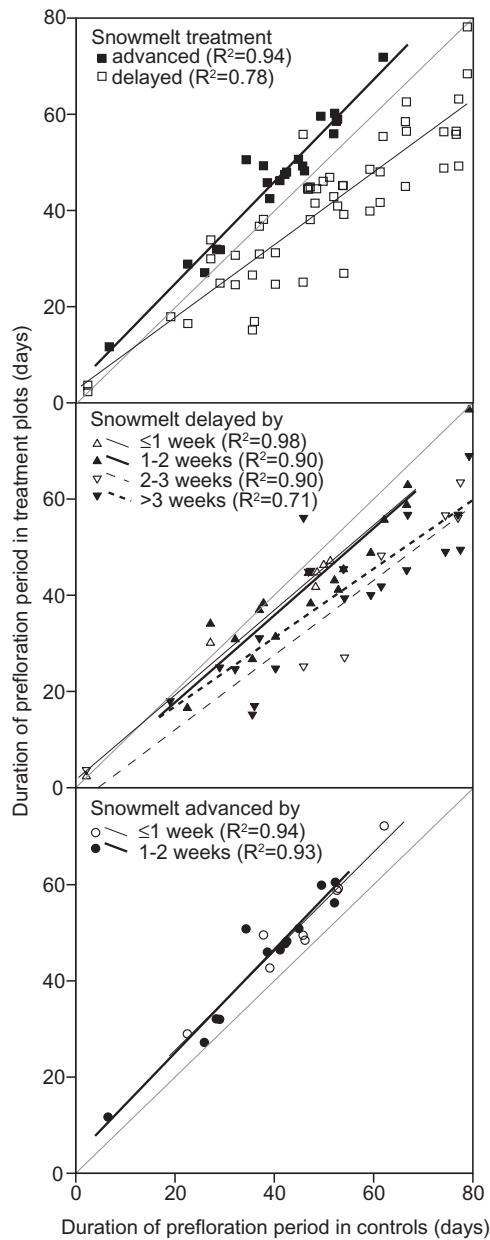 80
Snowmelt treatment
■ advanced (R²=0.94)
□ delayed (R²=0.78)
60
40
20
0
Snowmelt delayed by
≤1 week (R²=0.98)
1-2 weeks (R²=0.90)
2-3 weeks (R²=0.90)
>3 weeks (R²=0.71)
60
40
20
0
Snowmelt advanced by
≤1 week (R²=0.94)
1-2 weeks (R²=0.93)
60
40
20
0
0 20 40 60 80
Duration of prefloration period in controls (days)
Duration of prefloration period in treatment plots (days)